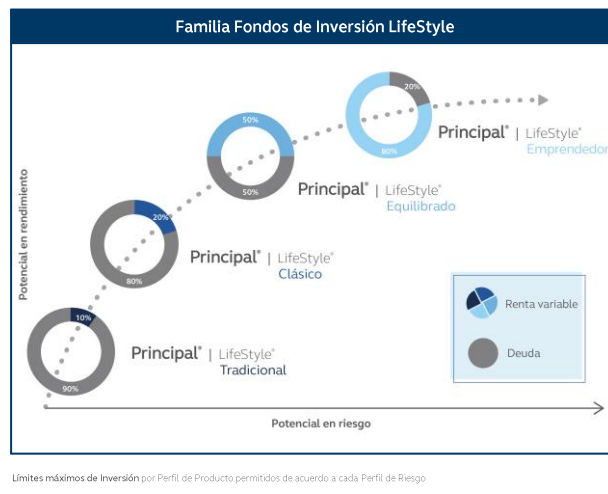 Familia Fondos de Inversión LifeStyle
Potencial en rendimiento
20%
80%
Principal® | LifeStyle®
Emprendedor
50%
50%
Principal® | LifeStyle®
Equilibrado
20%
80%
Principal® | LifeStyle®
Clásico
10%
90%
Principal® | LifeStyle®
Tradicional
Renta variable
Deuda
Potencial en riesgo
Límites máximos de Inversión por Perfil de Producto permitidos de acuerdo a cada Perfil de Riesgo